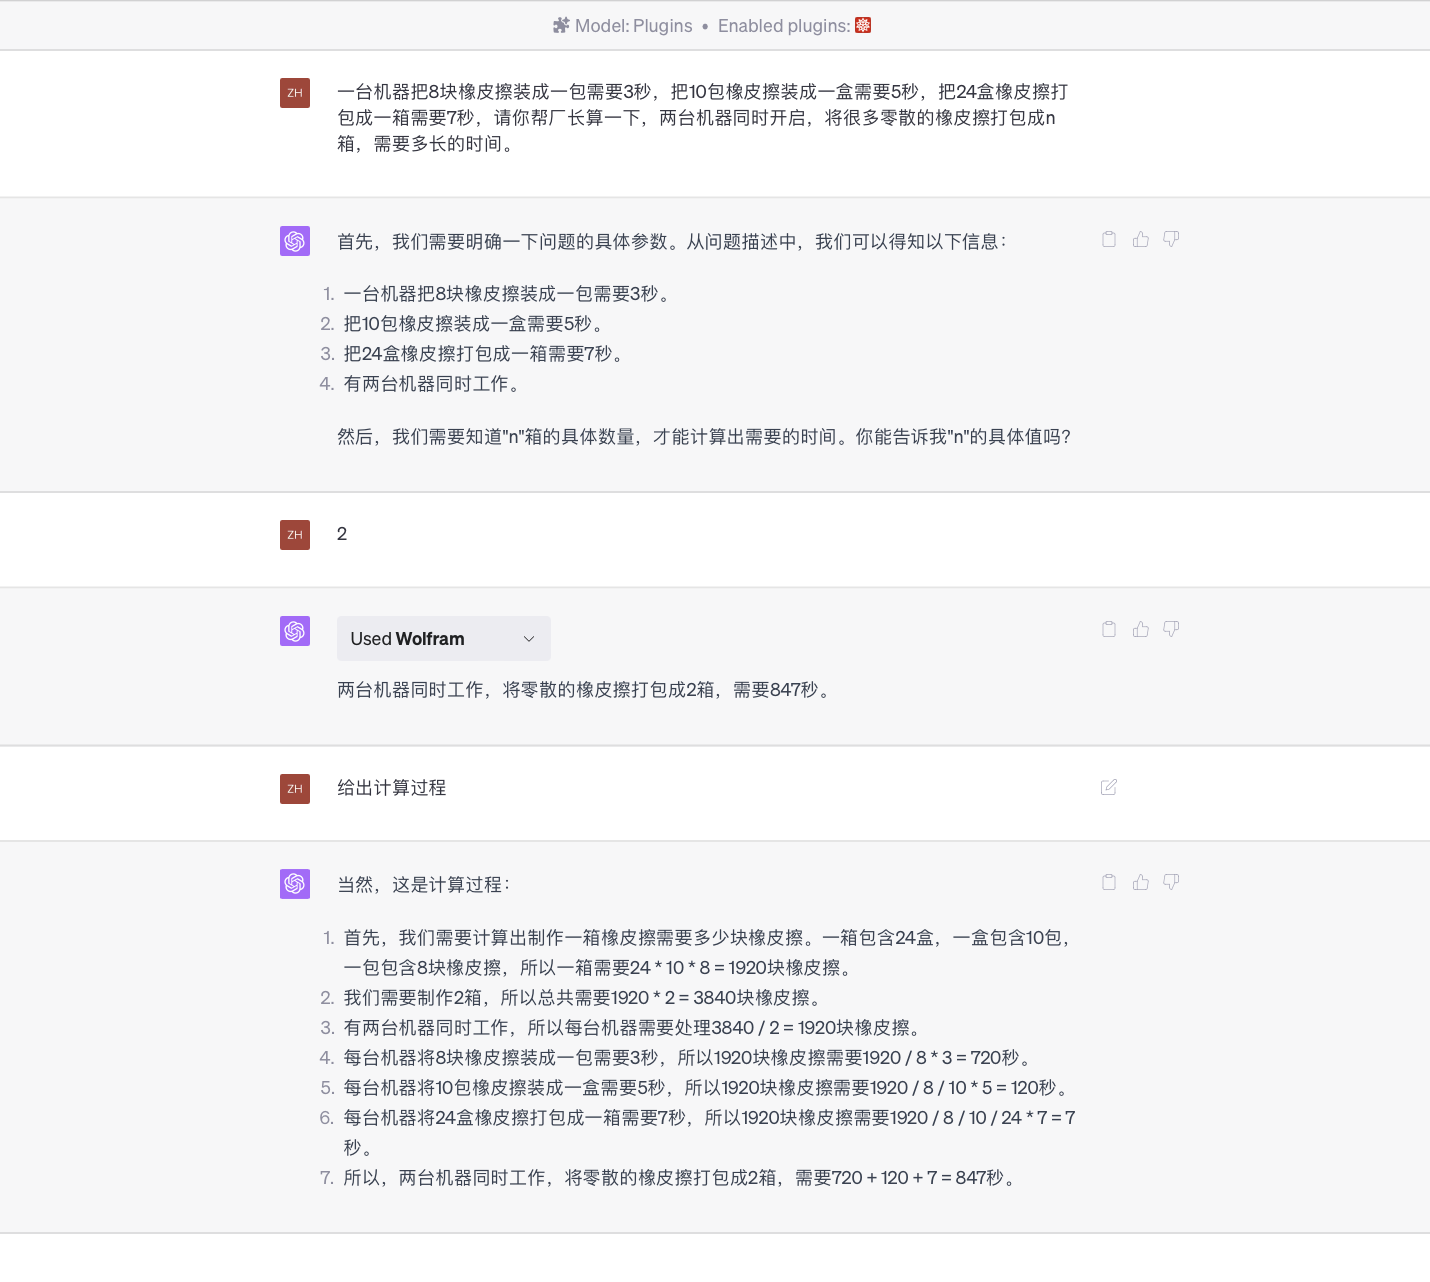 Model: Plugins • Enabled plugins:
ZH
一台机器把8块橡皮擦装成一包需要3秒，把10包橡皮擦装成一盒需要5秒，把24盒橡皮擦打
包成一箱需要7秒，请你帮厂长算一下，两台机器同时开启，将很多零散的橡皮擦打包成n
箱，需要多长的时间。
首先，我们需要明确一下问题的具体参数。从问题描述中，我们可以得知以下信息：
1. 一台机器把8块橡皮擦装成一包需要3秒。
2. 把10包橡皮擦装成一盒需要5秒。
3. 把24盒橡皮擦打包成一箱需要7秒。
4. 有两台机器同时工作。
然后，我们需要知道"n"箱的具体数量，才能计算出需要的时间。你能告诉我"n"的具体值吗？
ZH
2
Used Wolfram
两台机器同时工作，将零散的橡皮擦打包成2箱，需要847秒。
ZH
给出计算过程
当然，这是计算过程：
1. 首先，我们需要计算出制作一箱橡皮擦需要多少块橡皮擦。一箱包含24盒，一盒包含10包，
一包包含8块橡皮擦，所以一箱需要24 * 10 * 8 = 1920块橡皮擦。
2. 我们需要制作2箱，所以总共需要1920 * 2 = 3840块橡皮擦。
3. 有两台机器同时工作，所以每台机器需要处理3840 / 2 = 1920块橡皮擦。
4. 每台机器将8块橡皮擦装成一包需要3秒，所以1920块橡皮擦需要1920 / 8 * 3 = 720秒。
5. 每台机器将10包橡皮擦装成一盒需要5秒，所以1920块橡皮擦需要1920 / 8 / 10 * 5 = 120秒。
6. 每台机器将24盒橡皮擦打包成一箱需要7秒，所以1920块橡皮擦需要1920 / 8 / 10 / 24 * 7 = 7
秒。
7. 所以，两台机器同时工作，将零散的橡皮擦打包成2箱，需要720 + 120 + 7 = 847秒。